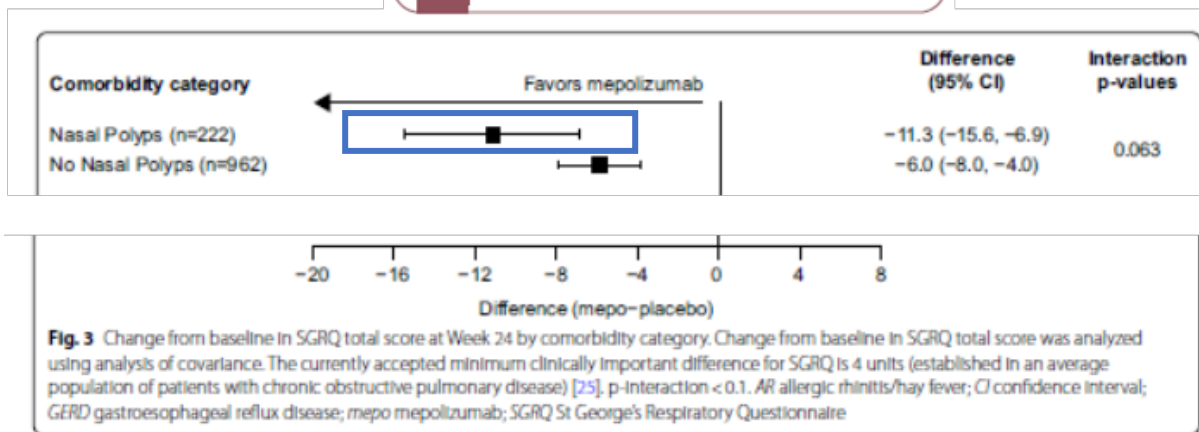 Difference Interaction
Comorbidity category Favors mepolizumab (95% CI) p-values
Nasal Polyps (n=222) −11.3 (−15.6, −6.9)
0.063
No Nasal Polyps (n=962) −6.0 (−8.0, −4.0)
−20 −16 −12 −8 −4 0 4 8
Difference (mepo−placebo)
Fig. 3 Change from baseline in SGRQ total score at Week 24 by comorbidity category. Change from baseline in SGRQ total score was analyzed
using analysis of covariance. The currently accepted minimum clinically important difference for SGRQ is 4 units (established in an average
population of patients with chronic obstructive pulmonary disease) [25]. p-interaction < 0.1. AR allergic rhinitis/hay fever; CI confidence interval;
GERD gastroesophageal reflux disease; mepo mepolizumab; SGRQ St George's Respiratory Questionnaire